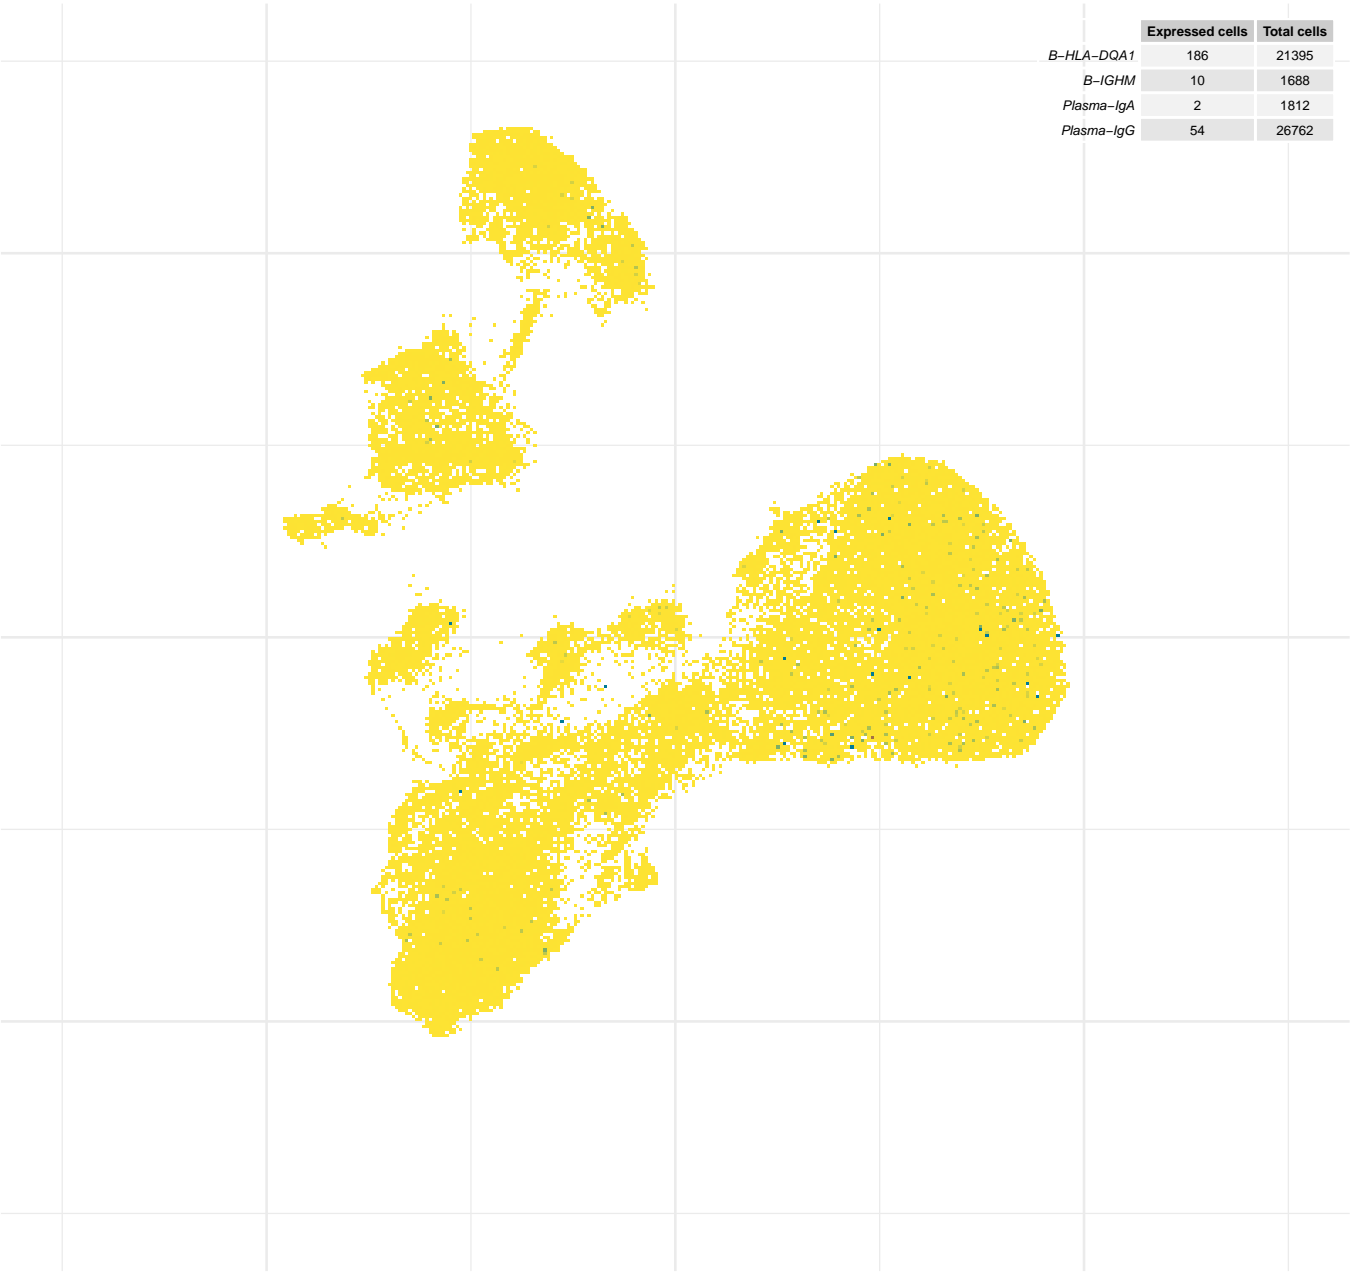 Expressed cells Total cells
B−HLA−DQA1 186 21395
B−IGHM 10 1688
Plasma−IgA 2 1812
Plasma−IgG 54 26762